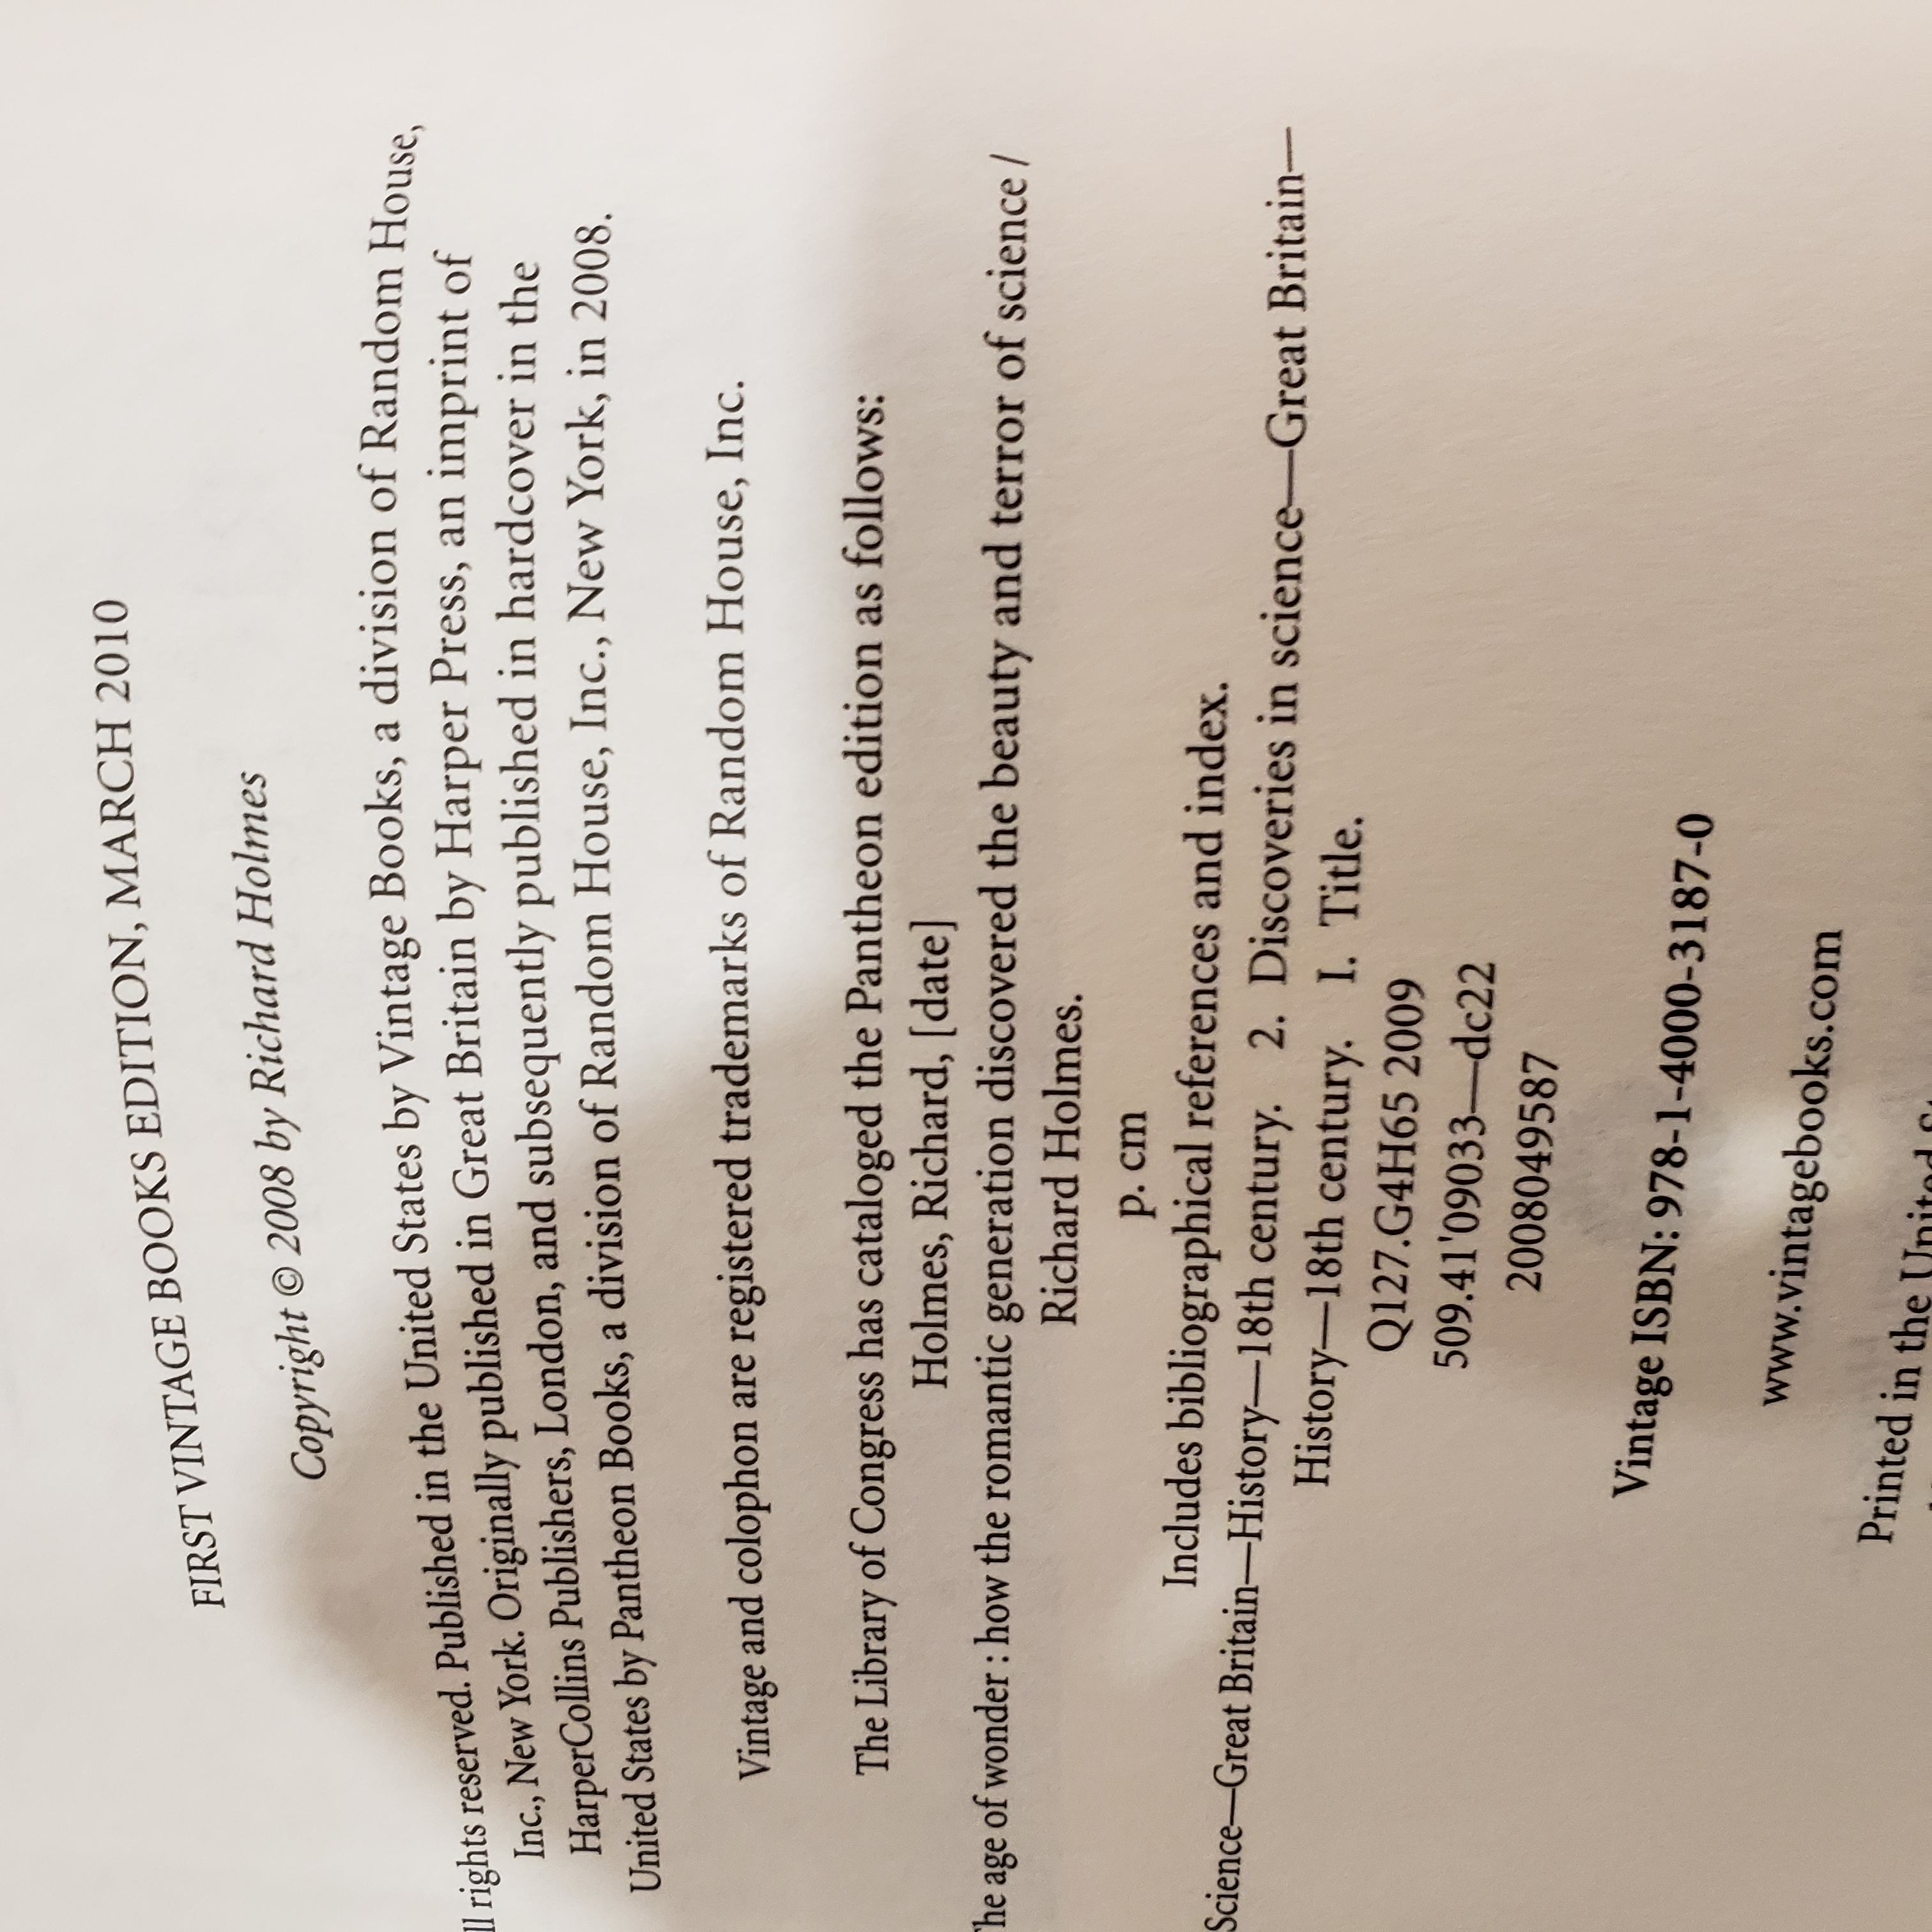 FIRST VINTAGE BOOKS EDITION, MARCH 2010
Copyright © 2008 by Richard Holmes
ll rights reserved. Published in the United States by Vintage Books, a division of Random House,
Inc., New York. Originally published in Great Britain by Harper Press, an imprint of
HarperCollins Publishers, London, and subsequently published in hardcover in the
United States by Pantheon Books, a division of Random House, Inc., New York, in 2008.
Vintage and colophon are registered trademarks of Random House, Inc.
The Library of Congress has cataloged the Pantheon edition as follows:
Holmes, Richard, [date]
he age of wonder : how the romantic generation discovered the beauty and terror of science /
Richard Holmes.
p. cm
Includes bibliographical references and index.
Science—Great Britain—History—18th century. 2. Discoveries in science—Great Britain—
History—18th century. I. Title.
Q127.G4H65 2009
509.41'09033—dc22
2008049587
Vintage ISBN: 978-1-4000-3187-0
www.vintagebooks.com
Printed in the United